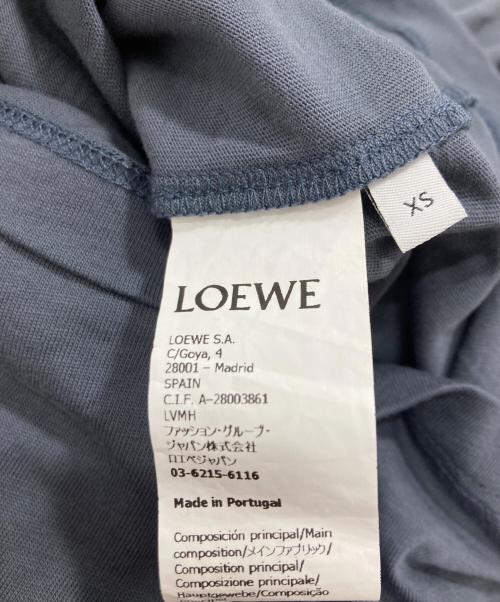 XS
LOEWE
LOEWE S.A.
C/Goya, 4
28001 – Madrid
SPAIN
C.I.F. A-28003861
LVMH
ファッション・グループ・
ジャパン株式会社
ロエベジャパン
03-6215-6116
Made in Portugal
Composición principal/Main
composition/メインファブリック/
Composition principal/
Composizione principale/
Hauptgewebe/Composição